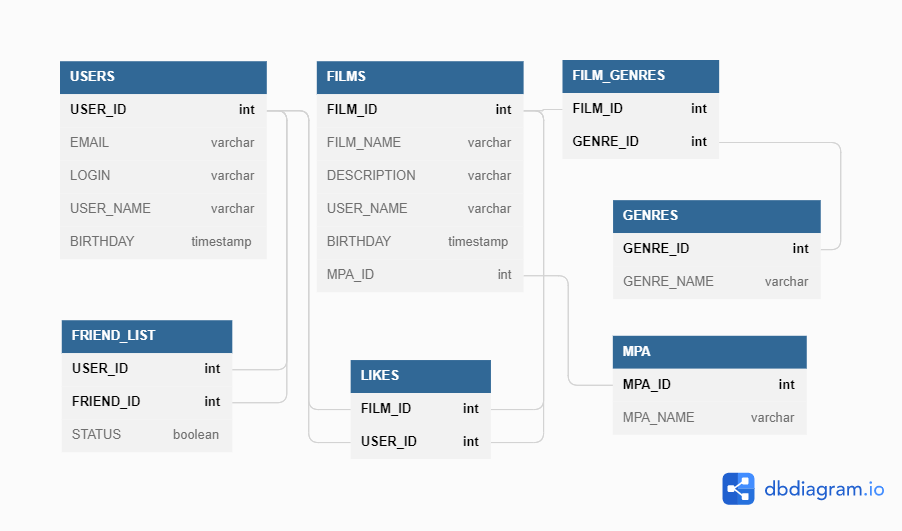 USERS
USER_ID int
EMAIL varchar
LOGIN varchar
USER_NAME varchar
BIRTHDAY timestamp
FILMS
FILM_ID int
FILM_NAME varchar
DESCRIPTION varchar
USER_NAME varchar
BIRTHDAY timestamp
MPA_ID int
FILM_GENRES
FILM_ID int
GENRE_ID int
GENRES
GENRE_ID int
GENRE_NAME varchar
FRIEND_LIST
USER_ID int
FRIEND_ID int
STATUS boolean
LIKES
FILM_ID int
USER_ID int
MPA
MPA_ID int
MPA_NAME varchar
dbdiagram.io